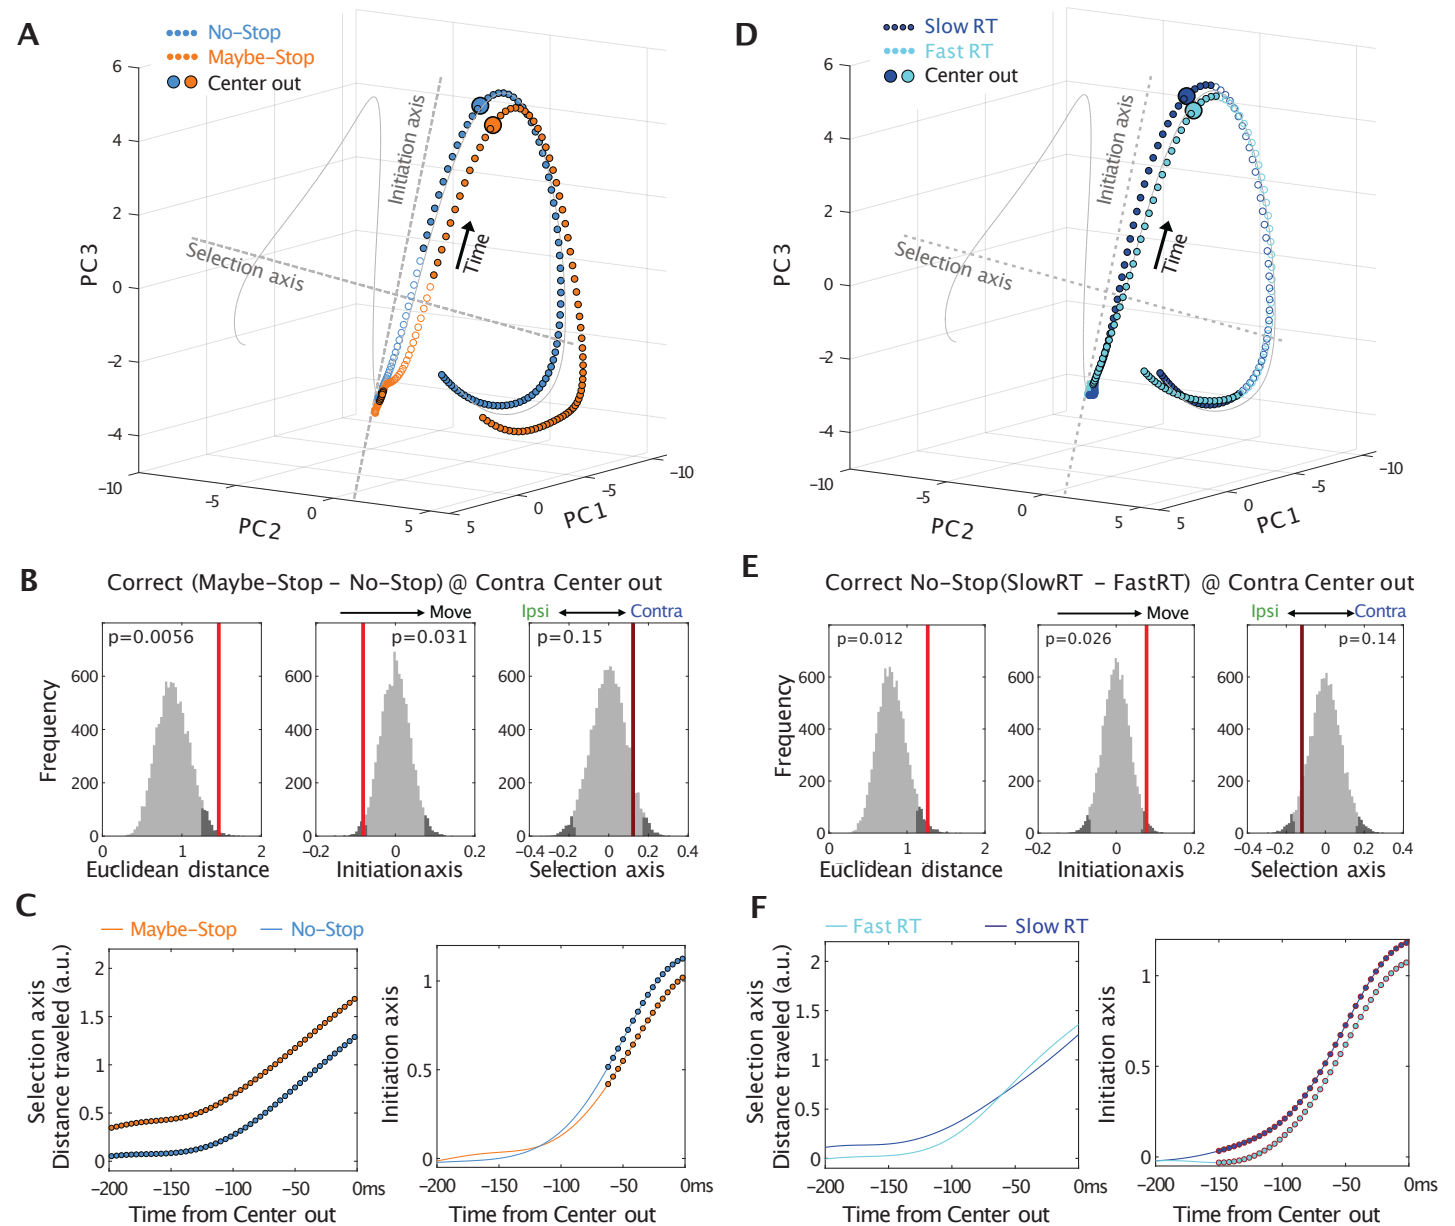 A
No-Stop
Maybe-Stop
Center out
6
4
2
0
-2
-4
PC3
-10
-5
0
5
PC2
5
0
-5
-10
PC1
Initiation axis
Selection axis
Time
D
Slow RT
Fast RT
Center out
6
4
2
0
-2
-4
PC3
-10
-5
0
5
PC2
5
0
-5
-10
PC1
Initiation axis
Selection axis
Time
B
Correct (Maybe-Stop - No-Stop) @ Contra Center out
Move
Ipsi
Contra
p=0.0056
p=0.031
p=0.15
Frequency
600
400
200
0
0
1
2
-0.2
0
0.2
-0.4
-0.2
0
0.2
0.4
Euclidean distance
Initiation axis
Selection axis
E
Correct No-Stop(SlowRT - FastRT) @ Contra Center out
Move
Ipsi
Contra
p=0.012
p=0.026
p=0.14
Frequency
600
400
200
0
0
1
2
-0.2
0
0.2
-0.4
-0.2
0
0.2
0.4
Euclidean distance
Initiation axis
Selection axis
C
Maybe-Stop
No-Stop
Selection axis
Distance traveled (a.u.)
2
1.5
1
0.5
0
-200
-150
-100
-50
0ms
Time from Center out
Initiation axis
1
0.5
0
-200
-150
-100
-50
0ms
Time from Center out
F
Fast RT
Slow RT
Selection axis
Distance traveled (a.u.)
2
1.5
1
0.5
0
-200
-150
-100
-50
0ms
Time from Center out
Initiation axis
1
0
-200
-150
-100
-50
0ms
Time from Center out